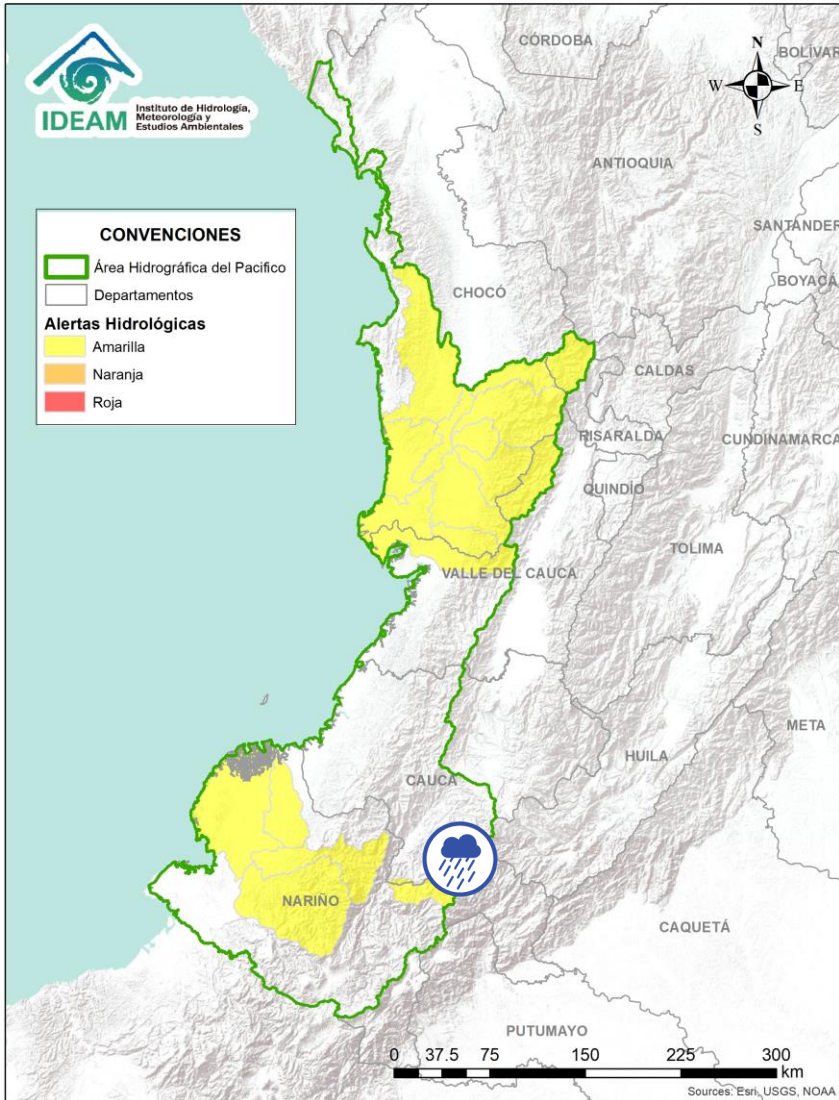 IDEAM
Instituto de Hidrología,
Meteorología y
Estudios Ambientales
CÓRDOBA
BOLÍVAR
N
W
E
S
ANTIOQUIA
SANTANDER
BOYACÁ
CONVENCIONES
Área Hidrográfica del Pacifico
Departamentos
Alertas Hidrológicas
Amarilla
Naranja
Roja
CHOCÓ
CALDAS
RISARALDA
CUNDINAMARCA
QUINDÍO
TOLIMA
VALLE DEL CAUCA
META
HUILA
CAUCA
NARIÑO
CAQUETÁ
PUTUMAYO
0 37.5 75 150 225 300
km
Sources: Esri, USGS, NOAA